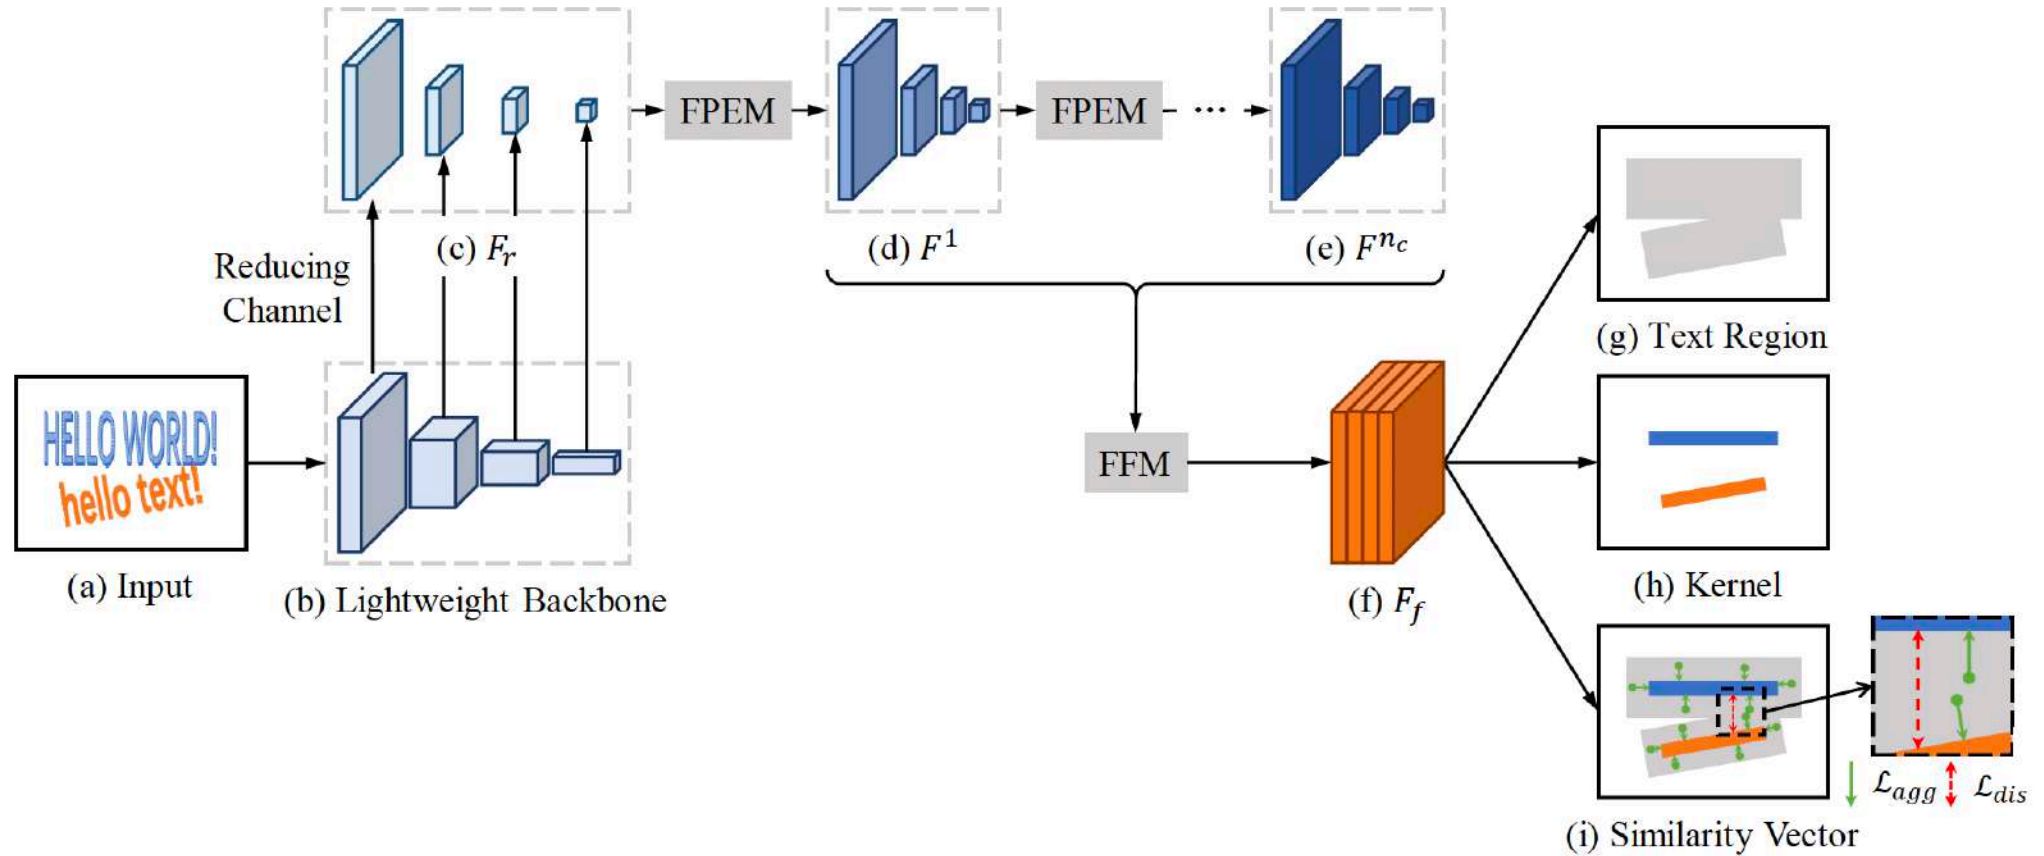 FPEM
FPEM
...
(c) F_r
(d) F^1
(e) F^{n_c}
Reducing
Channel
(g) Text Region
HELLO WORLD!
hello text!
FFM
(a) Input
(b) Lightweight Backbone
(f) F_f
(h) Kernel
ℒ_agg
ℒ_dis
(i) Similarity Vector